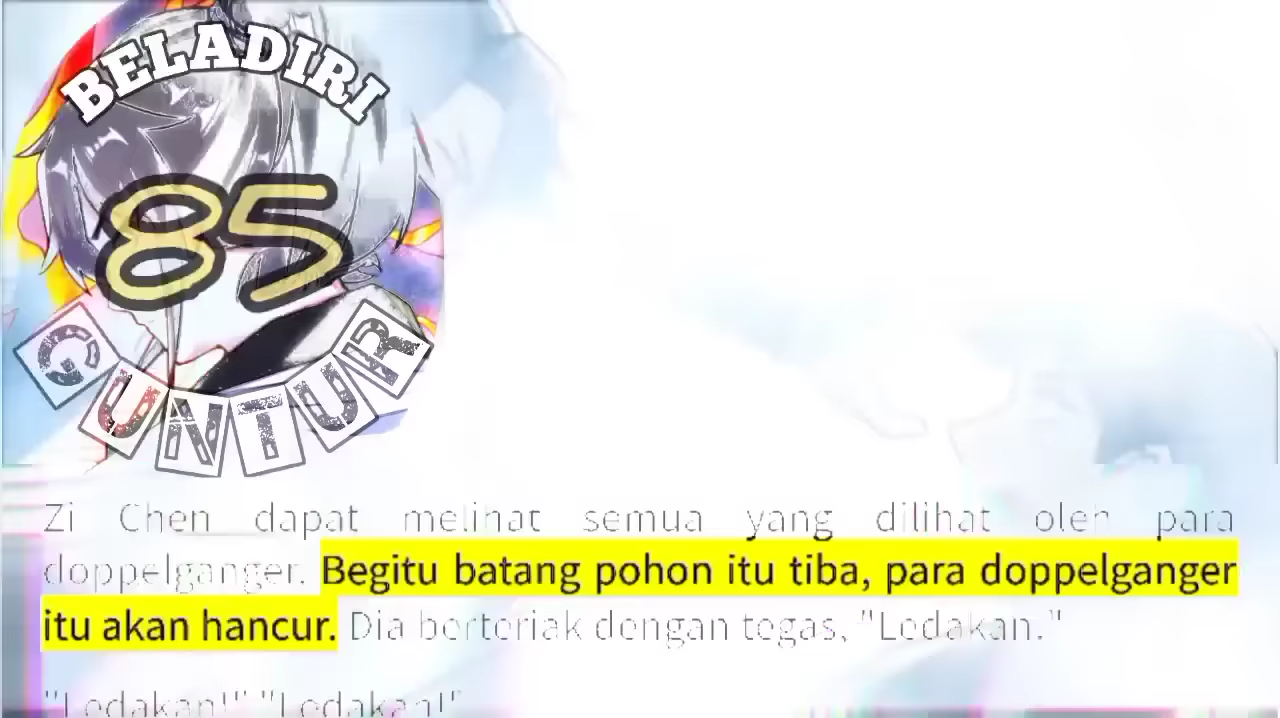 BELADIRI
85
GUNTUR
Zi Chen dapat melihat semua yang dilihat oleh para
doppelganger. Begitu batang pohon itu tiba, para doppelganger
itu akan hancur. Dia berteriak dengan tegas, "Ledakan."
"Ledakan!" "Ledakan!"